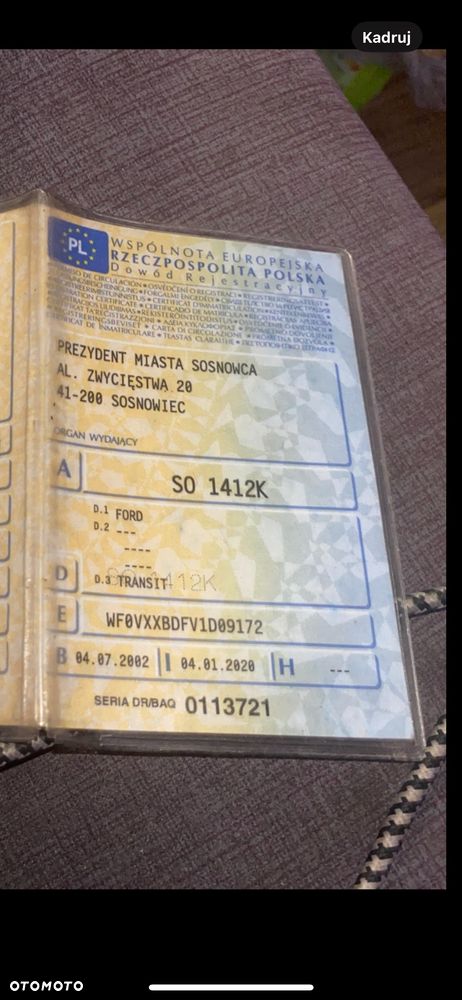 Kadruj
PL
WSPÓLNOTA EUROPEJSKA
RZECZPOSPOLITA POLSKA
Dowód Rejestracyjny
PREZYDENT MIASTA SOSNOWCA
AL. ZWYCIĘSTWA 20
41-200 SOSNOWIEC
ORGAN WYDAJĄCY
A SO 1412K
D.1 FORD
D.2 ---
----
----
D D.3 TRANSIT
E WF0VXXBDFV1D09172
B 04.07.2002 I 04.01.2020 H ---
SERIA DR/BAQ 0113721
OTOMOTO